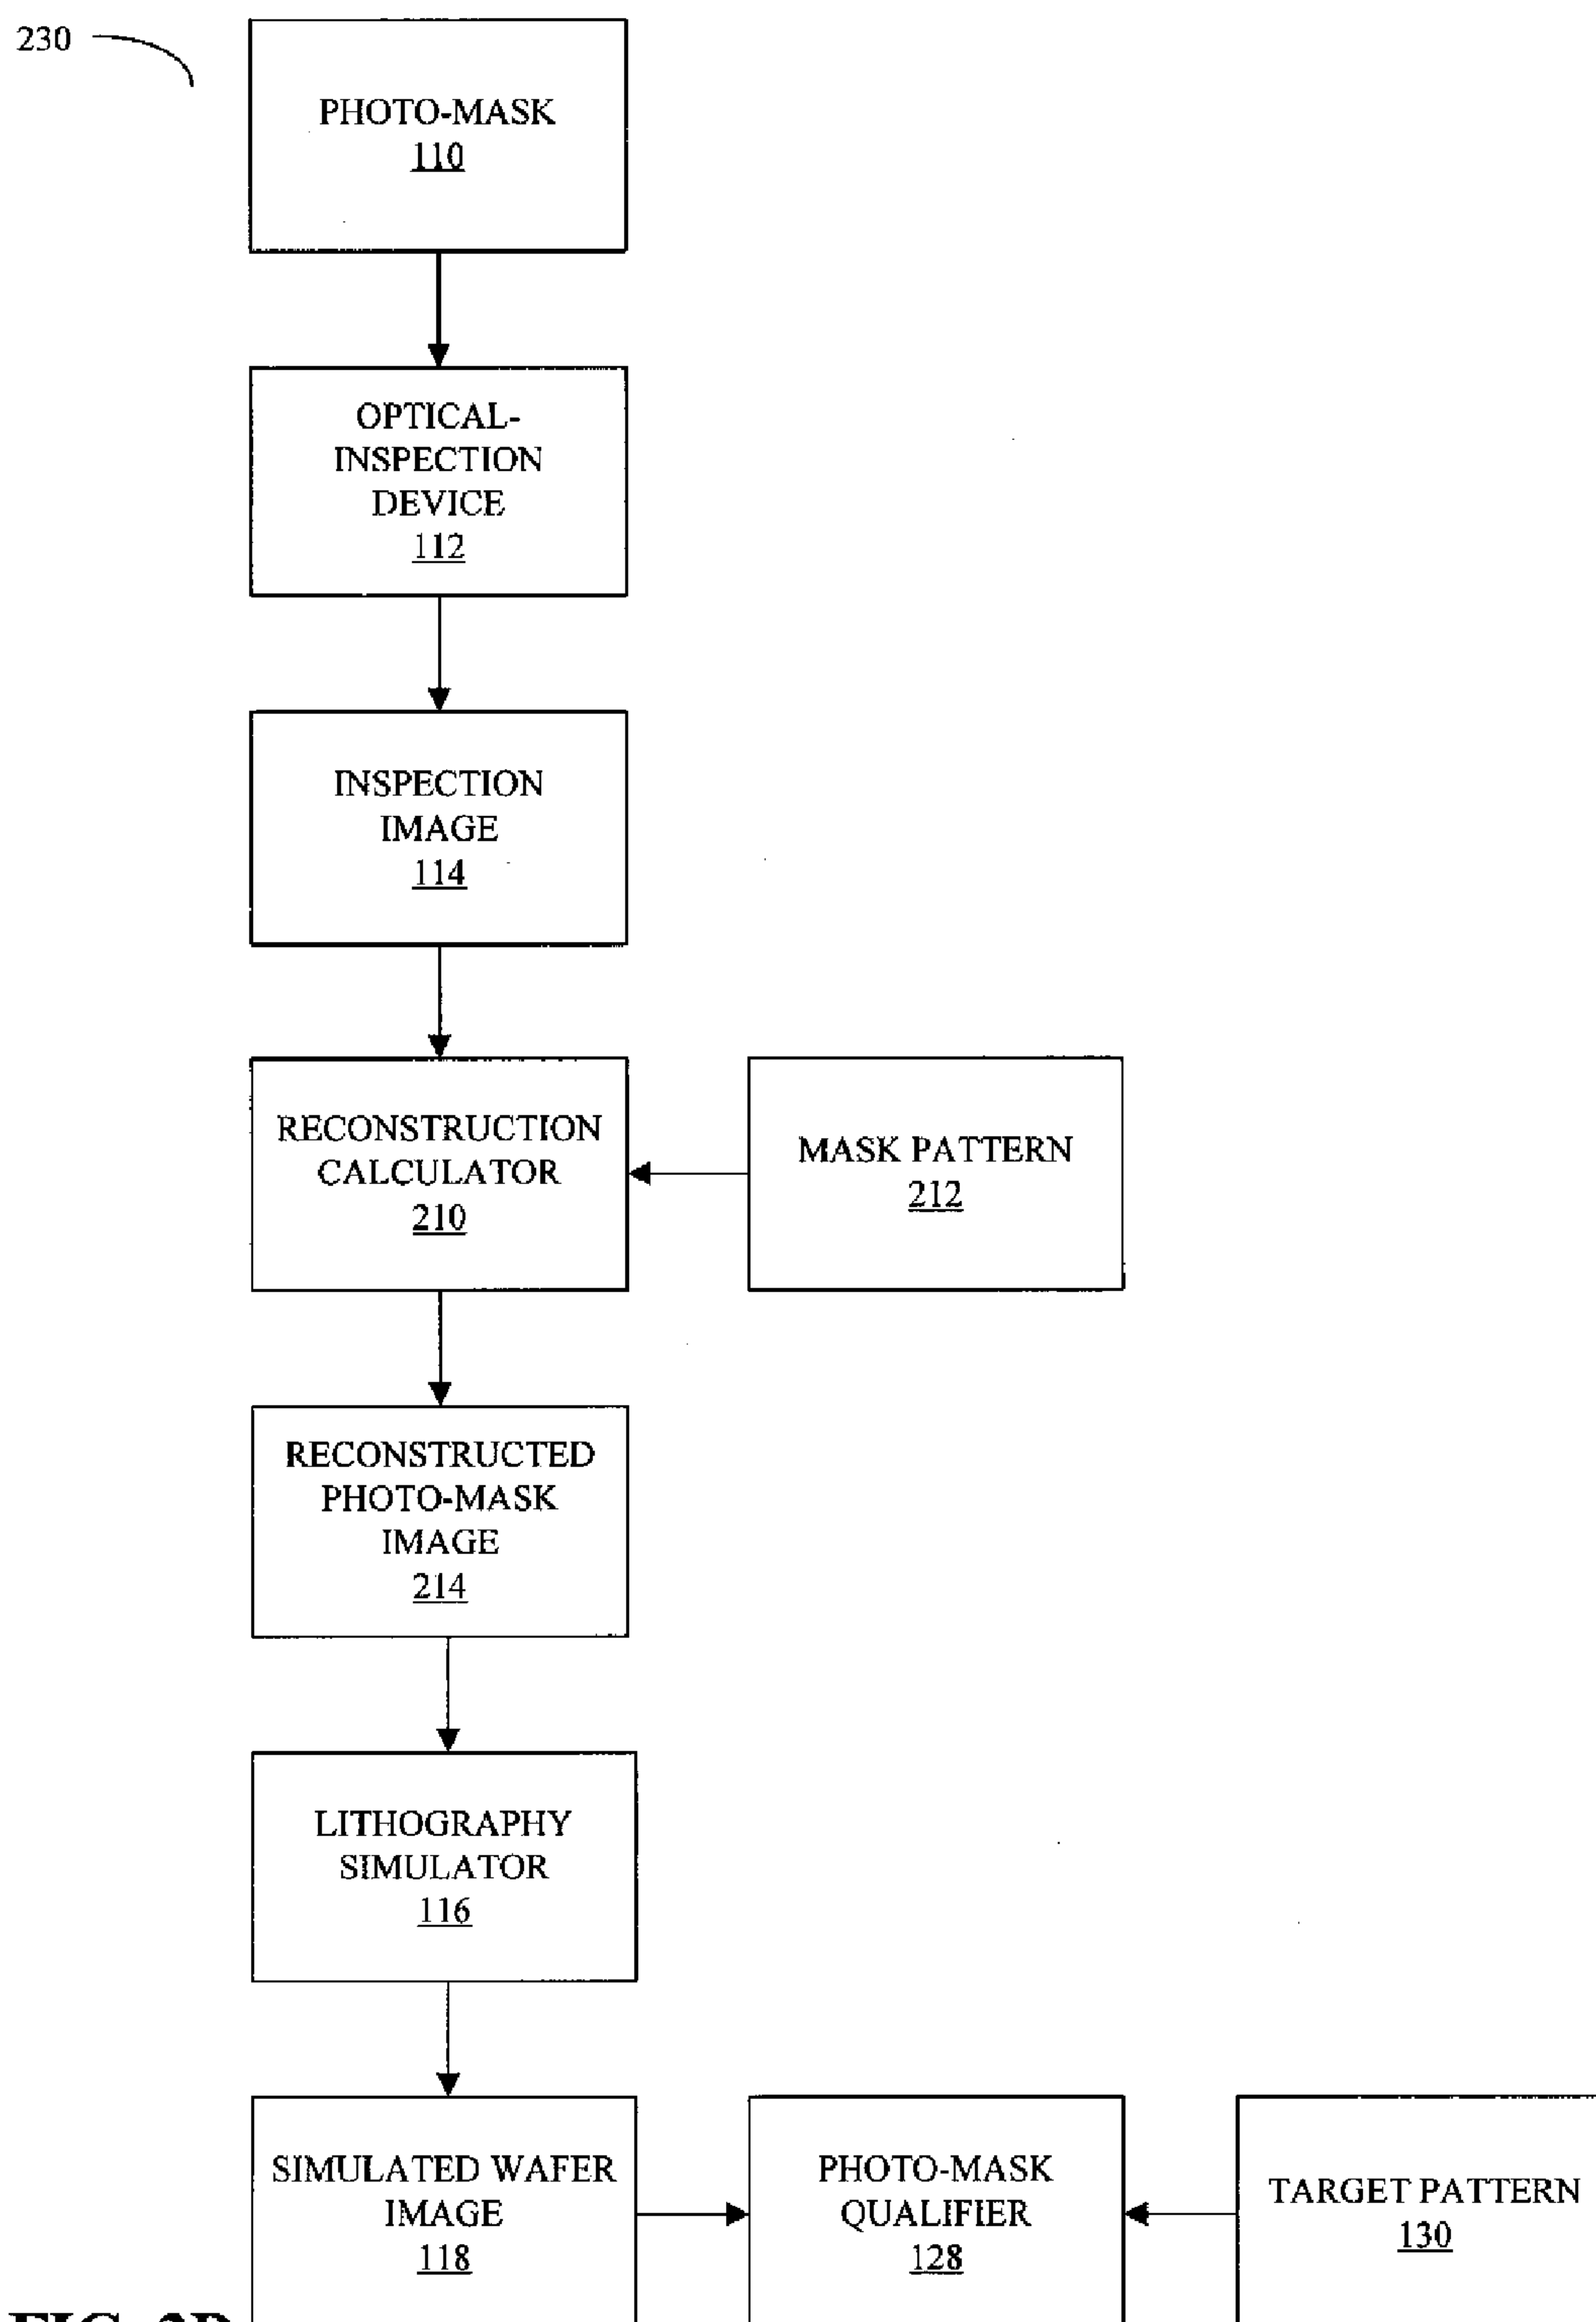 230
PHOTO-MASK
110
OPTICAL-
INSPECTION
DEVICE
112
INSPECTION
IMAGE
114
RECONSTRUCTION
CALCULATOR
210
MASK PATTERN
212
RECONSTRUCTED
PHOTO-MASK
IMAGE
214
LITHOGRAPHY
SIMULATOR
116
SIMULATED WAFER
IMAGE
118
PHOTO-MASK
QUALIFIER
128
TARGET PATTERN
130